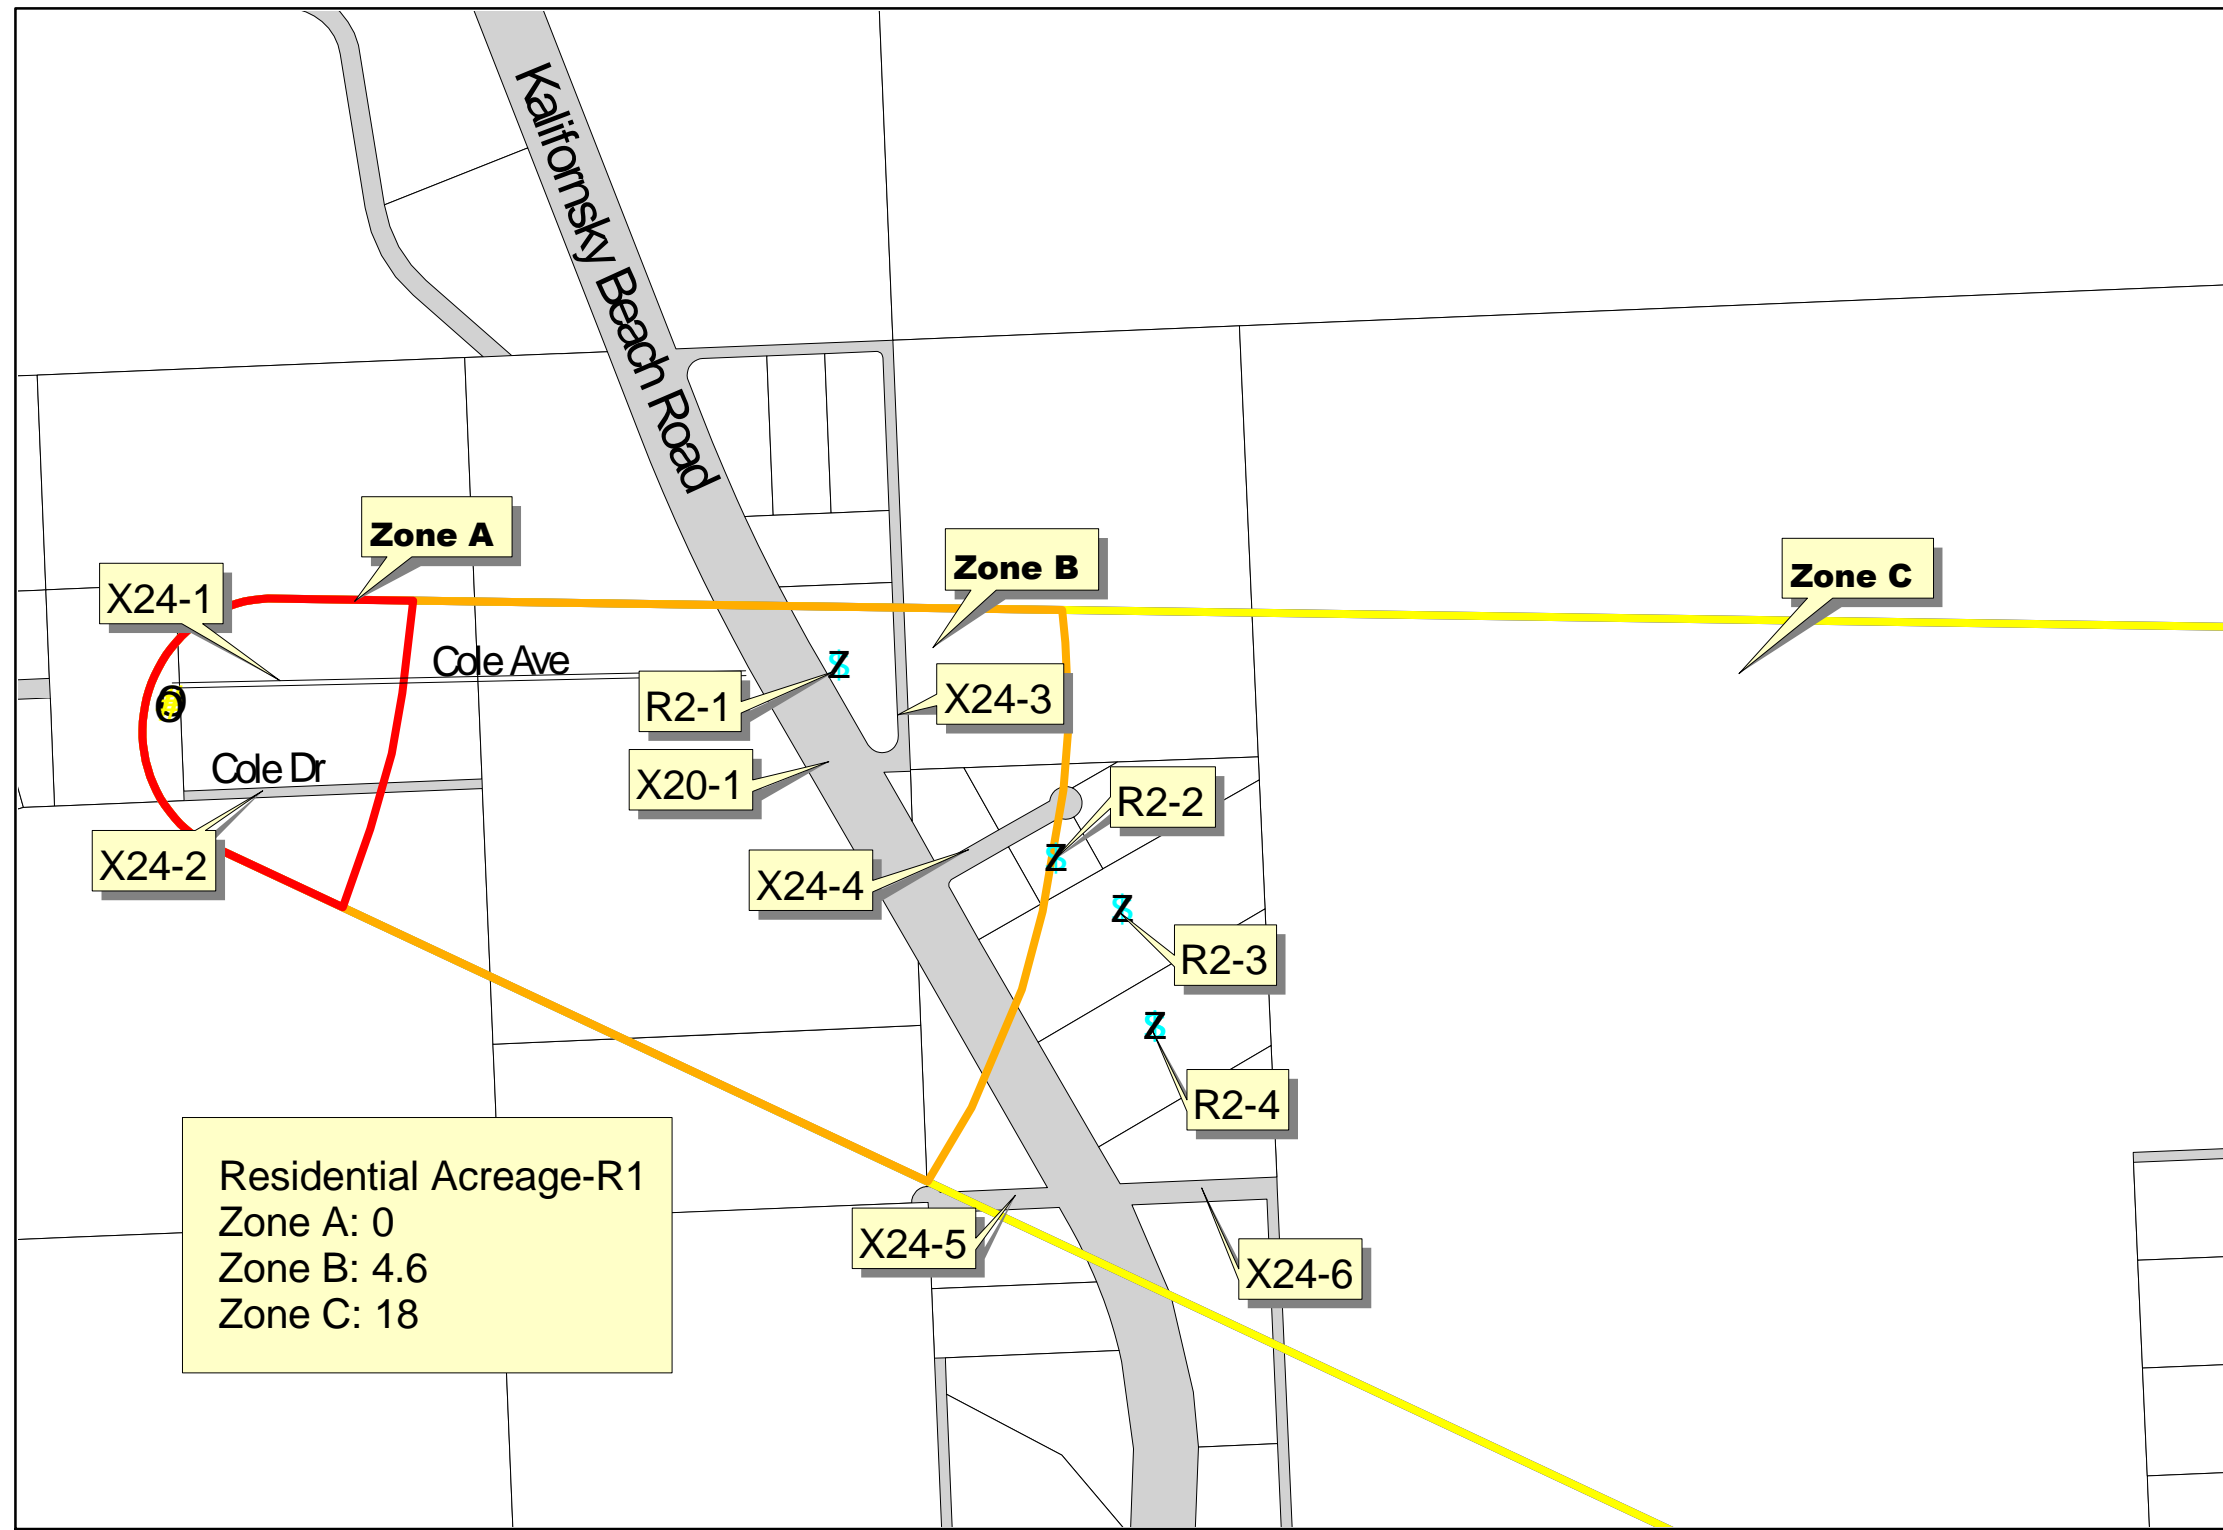 Kalifornsky Beach Road
Zone A
Zone B
Zone C
X24-1
Cole Ave
Z
R2-1
X24-3
Cole Dr
X20-1
R2-2
X24-2
X24-4
Z
Z
R2-3
Z
R2-4
Residential Acreage-R1
Zone A: 0
Zone B: 4.6
Zone C: 18
X24-5
X24-6